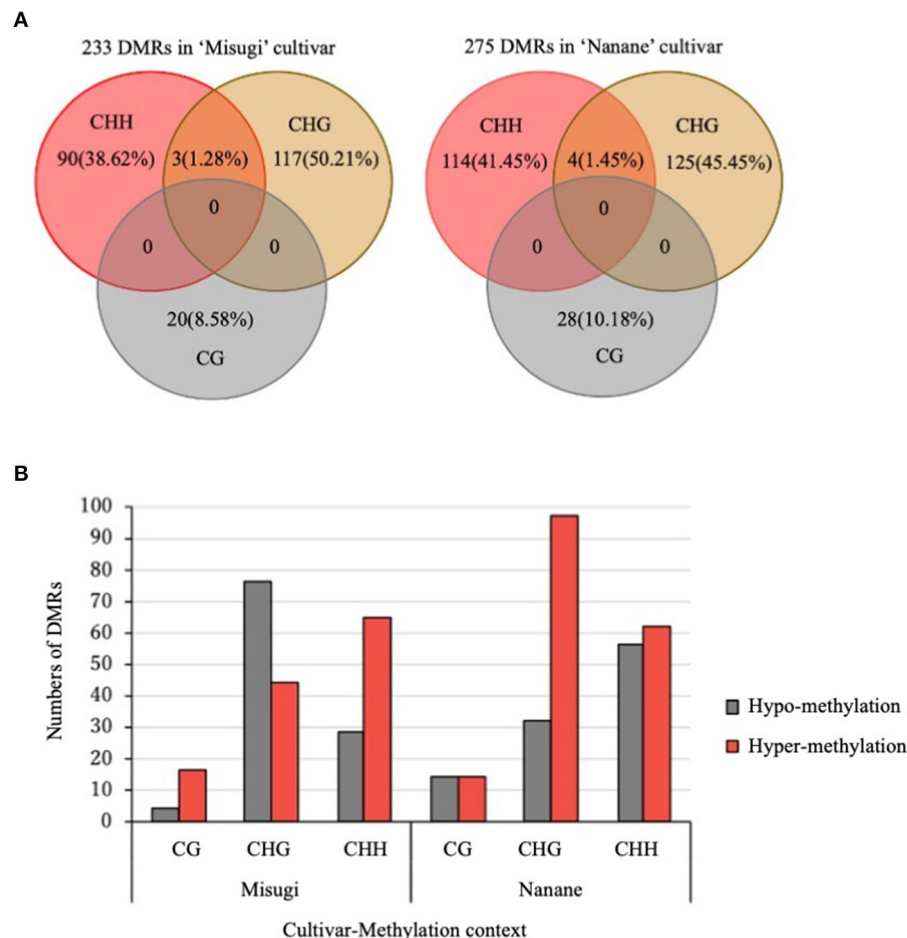 A
233 DMRs in ‘Misugi’ cultivar
275 DMRs in ‘Nanane’ cultivar
CHH
CHG
90(38.62%)
3(1.28%)
117(50.21%)
0
0
0
20(8.58%)
CG
CHH
CHG
114(41.45%)
4(1.45%)
125(45.45%)
0
0
0
28(10.18%)
CG
B
Numbers of DMRs
100
90
80
70
60
50
40
30
20
10
0
CG
CHG
CHH
CG
CHG
CHH
Misugi
Nanane
Cultivar-Methylation context
Hypo-methylation
Hyper-methylation